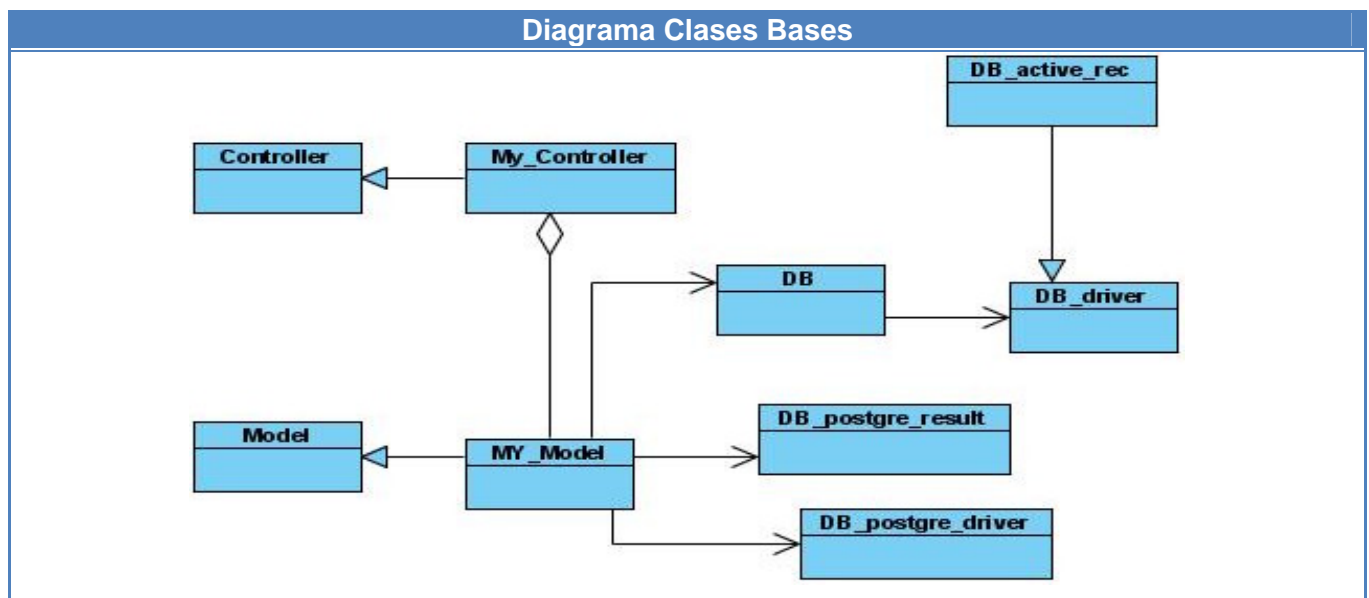 Diagrama Clases Bases
DB_active_rec
Controller
My_Controller
DB
DB_driver
DB_postgre_result
Model
MY_Model
DB_postgre_driver